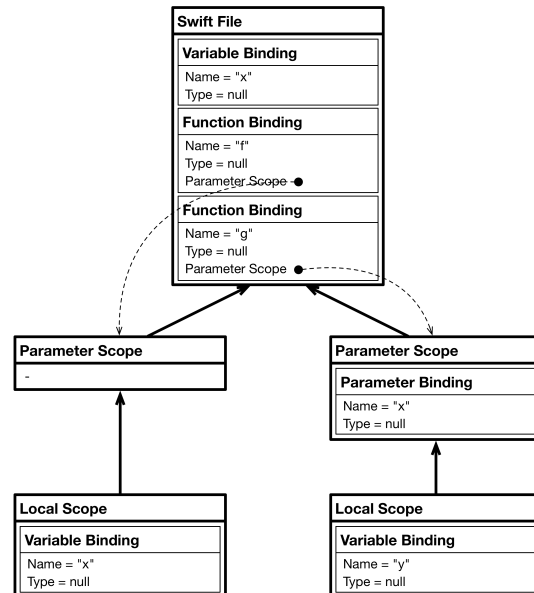 Swift File
Variable Binding
Name = "x"
Type = null
Function Binding
Name = "f"
Type = null
Parameter Scope
Function Binding
Name = "g"
Type = null
Parameter Scope
Parameter Scope
-
Parameter Scope
Parameter Binding
Name = "x"
Type = null
Local Scope
Variable Binding
Name = "x"
Type = null
Local Scope
Variable Binding
Name = "y"
Type = null